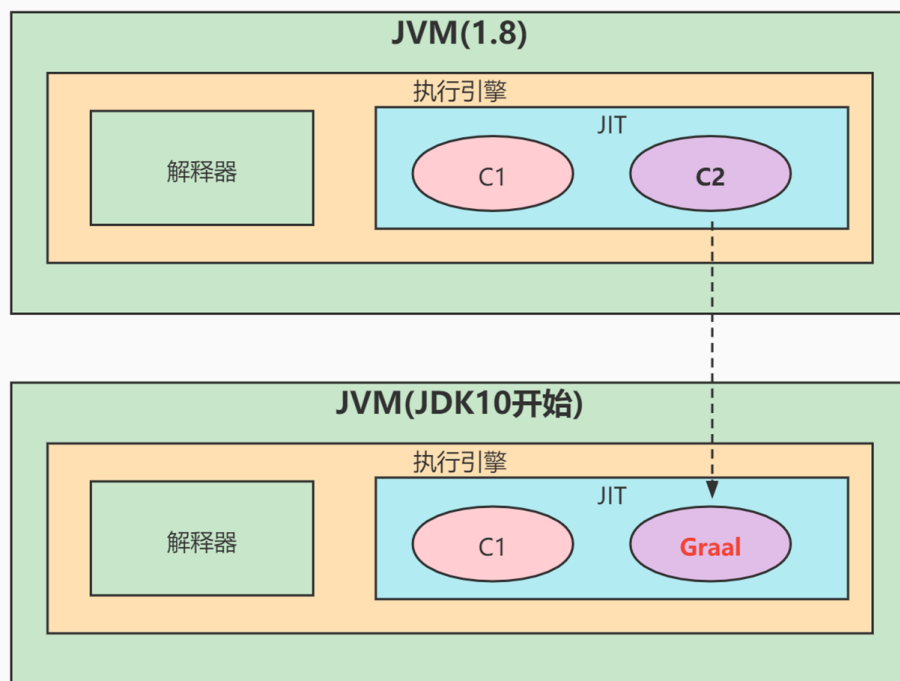 JVM(1.8)
执行引擎
JIT
解释器
C1
C2
JVM(JDK10开始)
执行引擎
JIT
解释器
C1
Graal